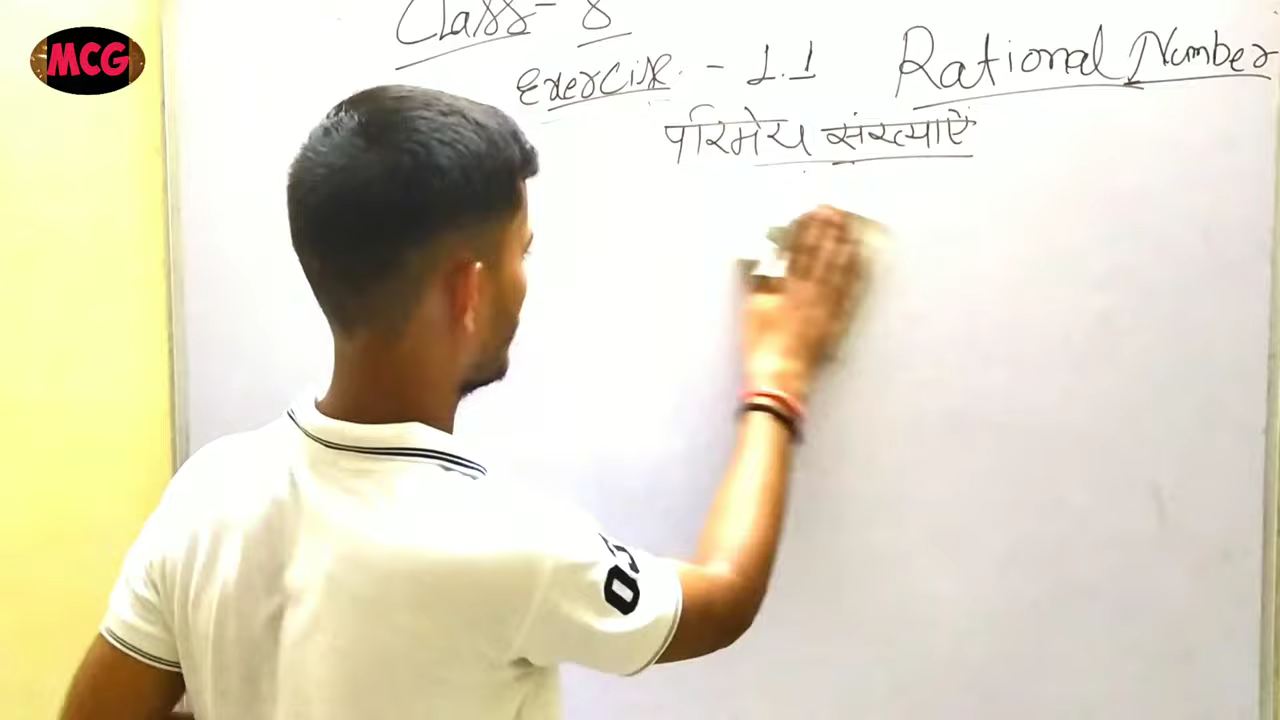 MCG
Class - 8
Exercise - 1.1 Rational Number
परिमेय संख्याऐं